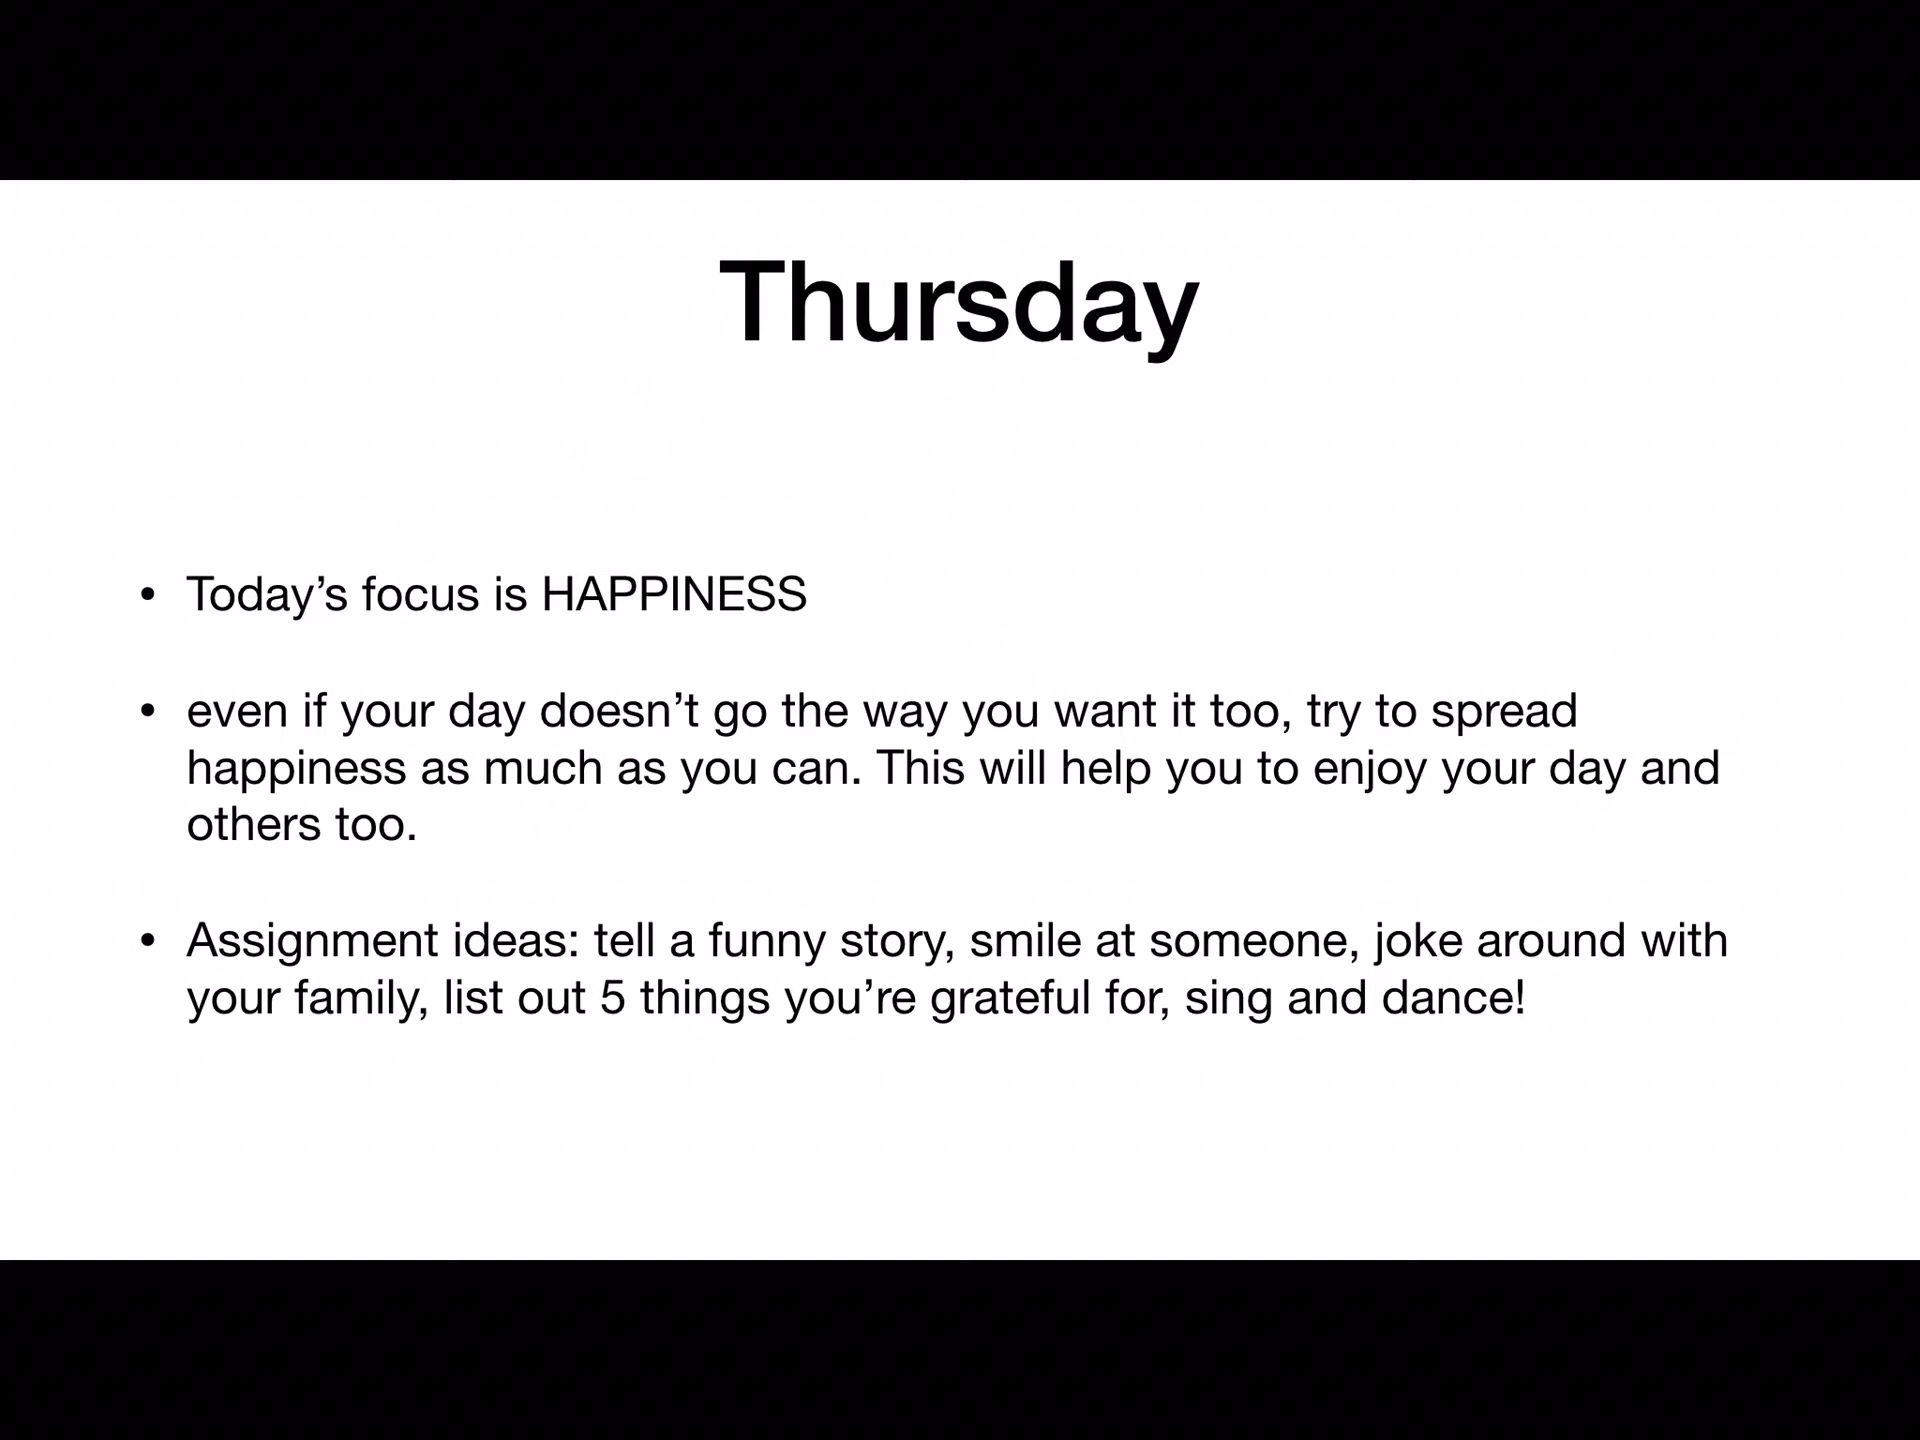 Thursday
• Today’s focus is HAPPINESS
• even if your day doesn’t go the way you want it too, try to spread
happiness as much as you can. This will help you to enjoy your day and
others too.
• Assignment ideas: tell a funny story, smile at someone, joke around with
your family, list out 5 things you’re grateful for, sing and dance!